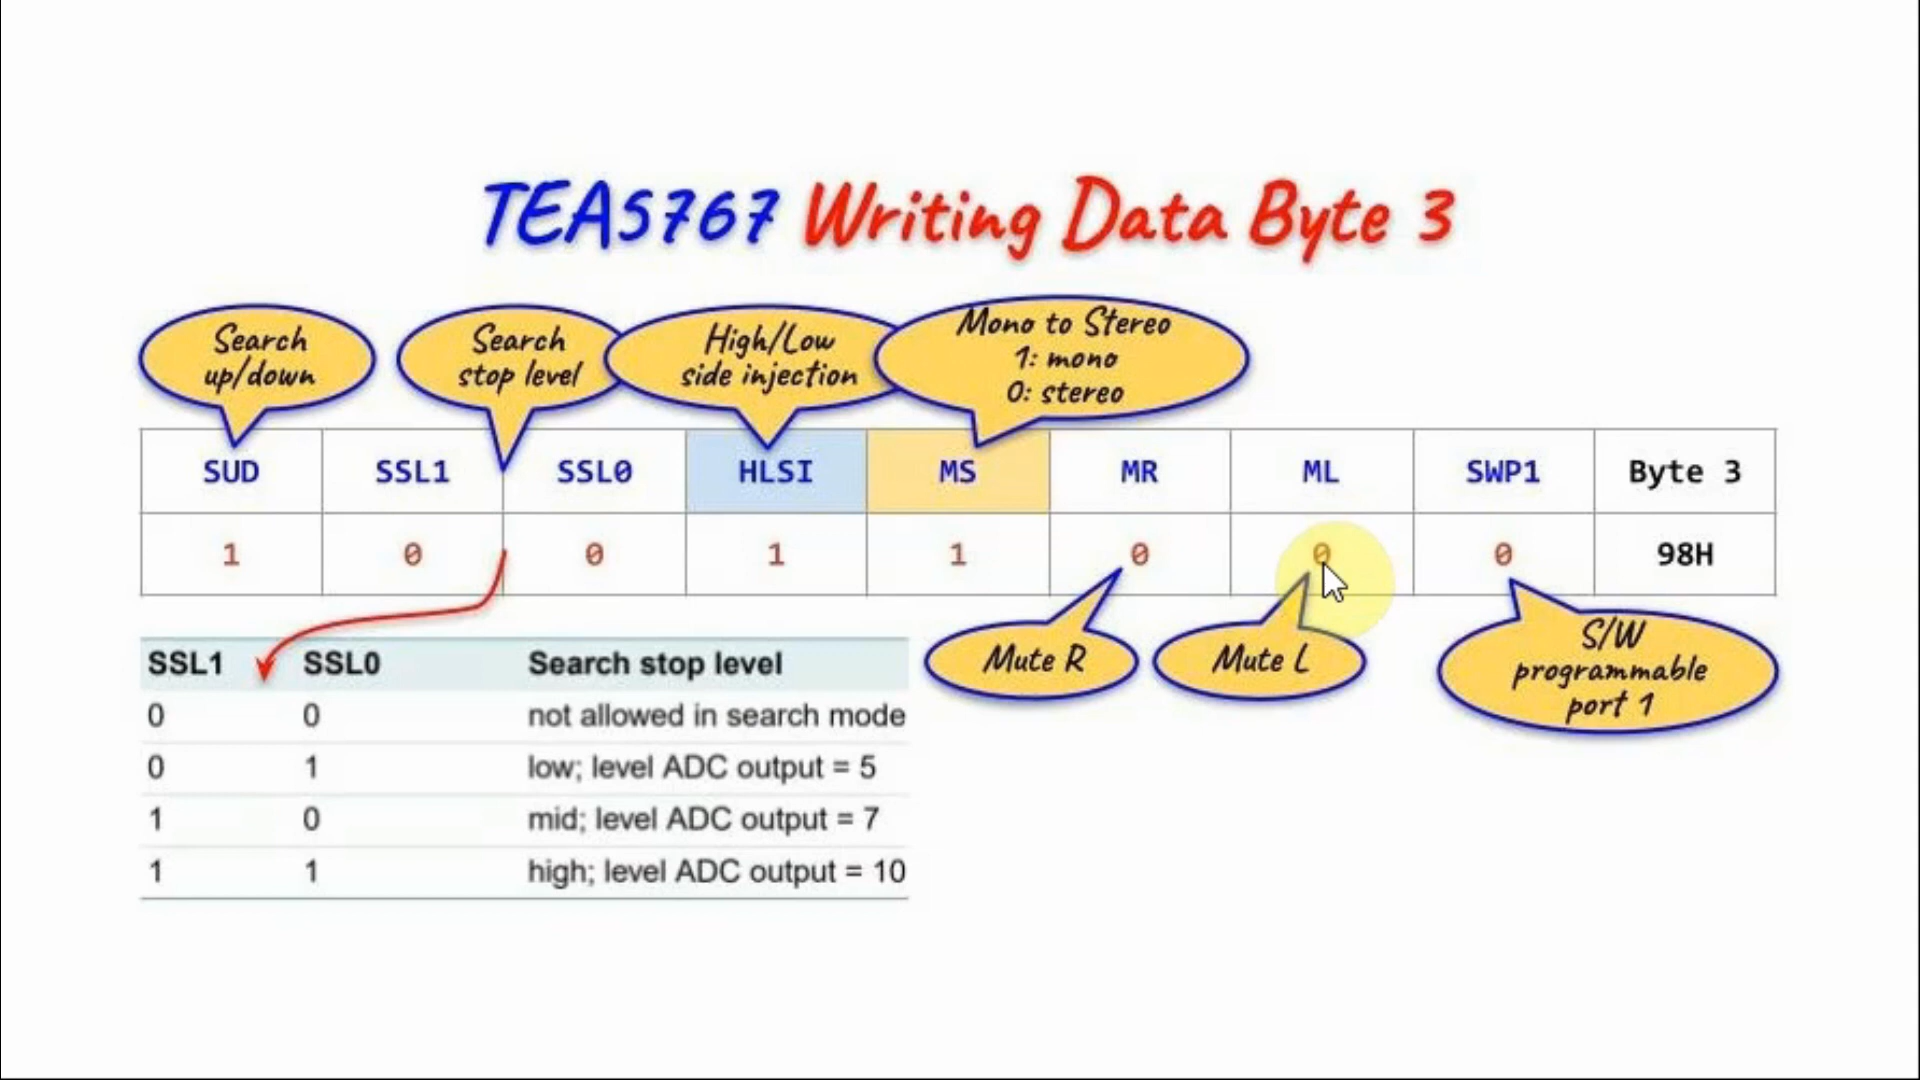 TEA5767 Writing Data Byte 3
Search
up/down
Search
stop level
High/Low
side injection
Mono to Stereo
1: mono
0: stereo
SUD SSL1 SSL0 HLSI MS MR ML SWP1 Byte 3
1 0 0 1 1 0 0 0 98H
Mute R
Mute L
S/W
programmable
port 1
SSL1 SSL0 Search stop level
0 0 not allowed in search mode
0 1 low; level ADC output = 5
1 0 mid; level ADC output = 7
1 1 high; level ADC output = 10